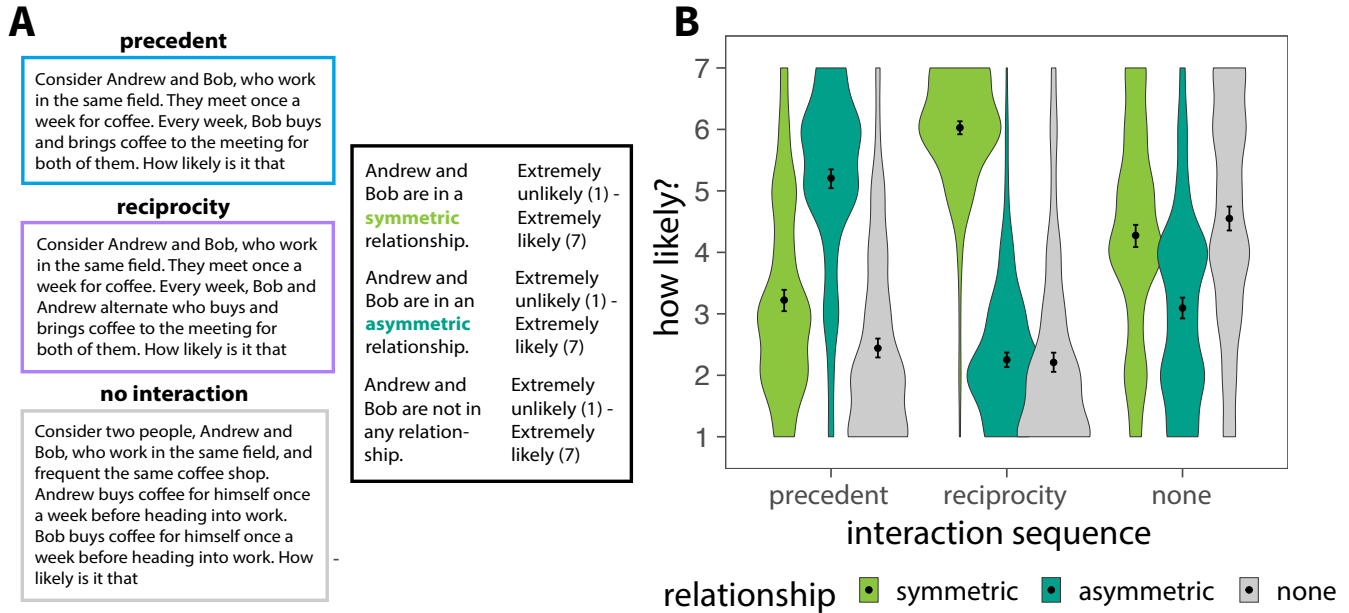 A
precedent
Consider Andrew and Bob, who work
in the same field. They meet once a
week for coffee. Every week, Bob buys
and brings coffee to the meeting for
both of them. How likely is it that
reciprocity
Consider Andrew and Bob, who work
in the same field. They meet once a
week for coffee. Every week, Bob and
Andrew alternate who buys and
brings coffee to the meeting for
both of them. How likely is it that
no interaction
Consider two people, Andrew and
Bob, who work in the same field, and
frequent the same coffee shop.
Andrew buys coffee for himself once
a week before heading into work.
Bob buys coffee for himself once a
week before heading into work. How
likely is it that
-
Andrew and
Bob are in a
symmetric
relationship.
Extremely
unlikely (1) -
Extremely
likely (7)
Andrew and
Bob are in an
asymmetric
relationship.
Extremely
unlikely (1) -
Extremely
likely (7)
Andrew and
Bob are not in
any relation-
ship.
Extremely
unlikely (1) -
Extremely
likely (7)
B
how likely?
7
6
5
4
3
2
1
precedent
reciprocity
none
interaction sequence
relationship
symmetric
asymmetric
none